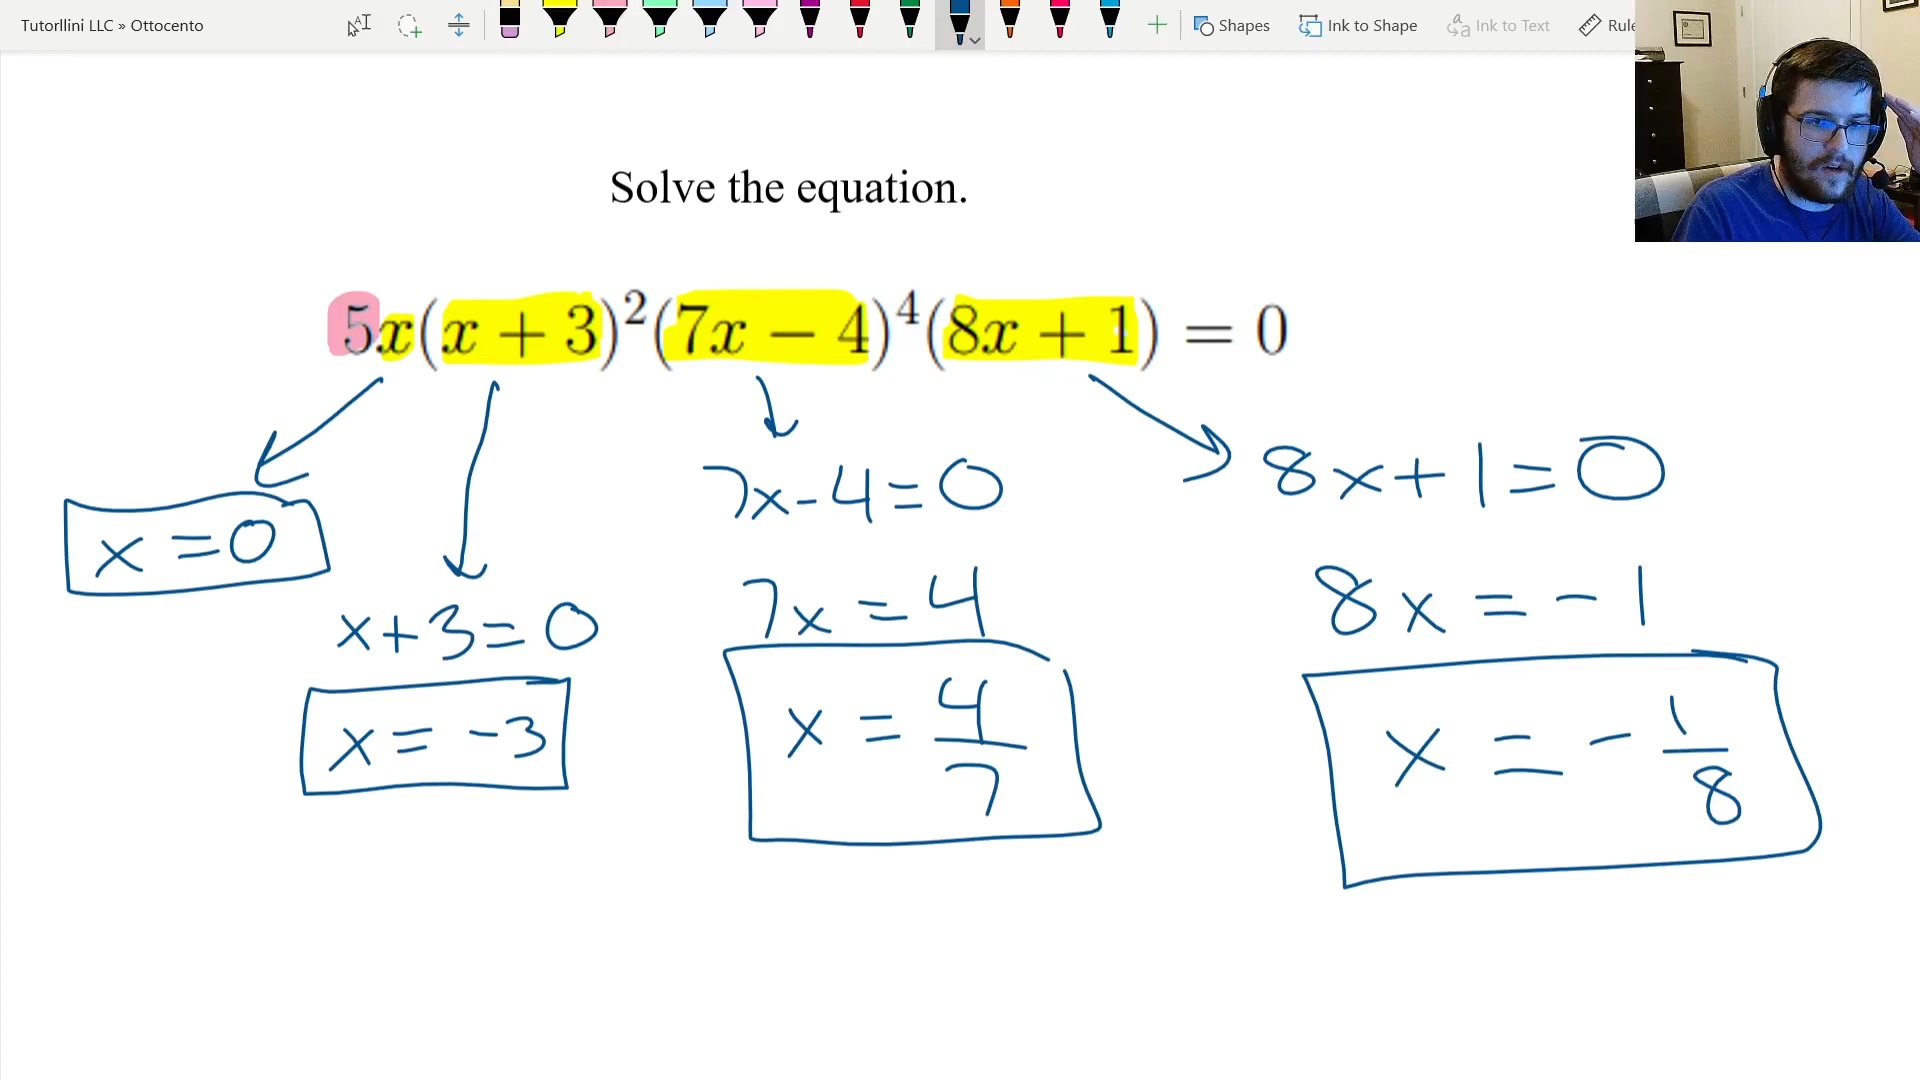 Tutorllini LLC » Ottocento
Shapes
Ink to Shape
Ink to Text
Rule
Solve the equation.
5x(x + 3)²(7x − 4)⁴(8x + 1) = 0
8x+1=0
7x-4=0
x=0
7x=4
8x=-1
x+3=0
x=-3
x=4/7
x=-1/8